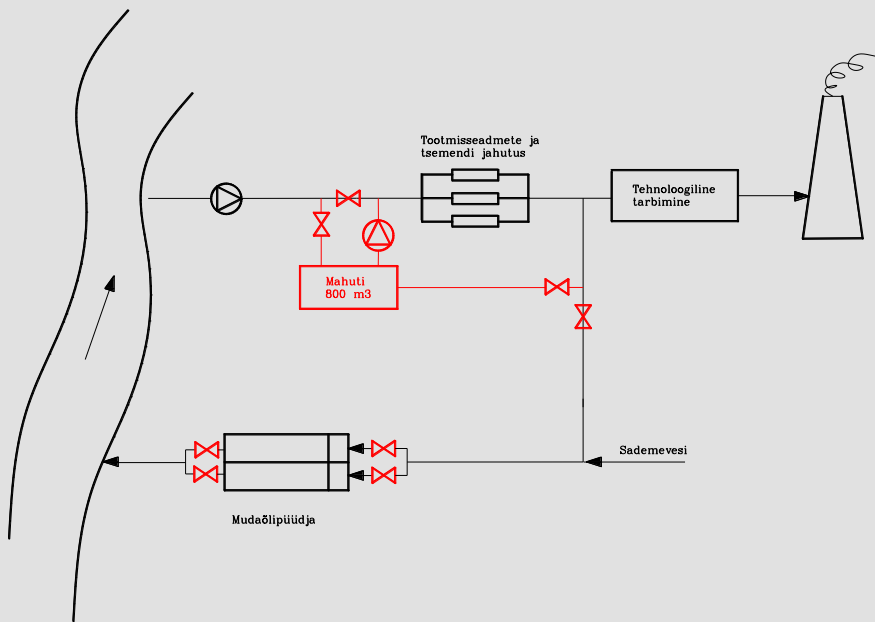 Tootmisseadmete ja
tsemendi jahutus
Tehnoloogiline
tarbimine
Mahuti
800 m3
Sademevesi
Mudaõlipüüdja